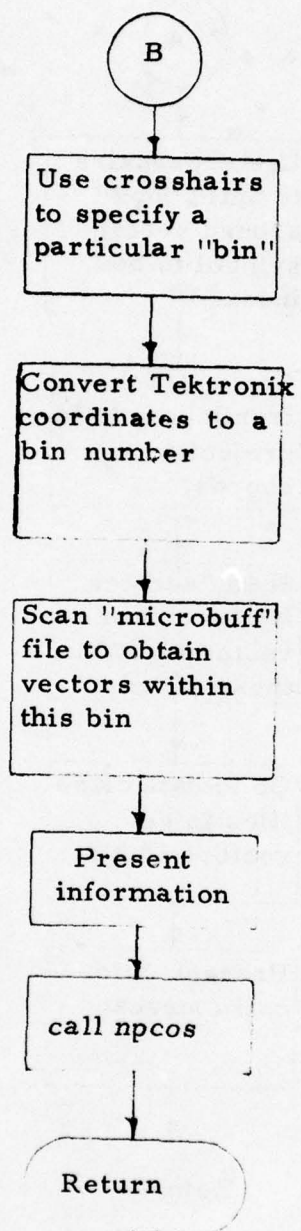 B
Use crosshairs
to specify a
particular "bin"
Convert Tektronix
coordinates to a
bin number
Scan "microbuff"
file to obtain
vectors within
this bin
Present
information
call npcos
Return